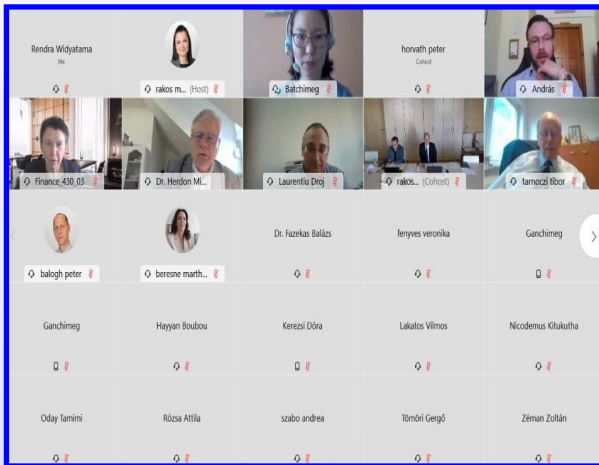 Rendra Widyatama
Me
rakos m... (Host)
Batchimeg
horvath peter
Cohost
András
Finance_430_03
Dr. Herdon Mi...
Laurentiu Droj
rakos... (Cohost)
tarnoczi tibor
balogh peter
beresne marth...
Dr. Fazekas Balázs
fenyves veronika
Ganchimeg
Ganchimeg
Hayyan Boubou
Kerezsi Dóra
Lakatos Vilmos
Nicodemus Kitukutha
Oday Tamimi
Rózsa Attila
szabo andrea
Tömöri Gergő
Zéman Zoltán